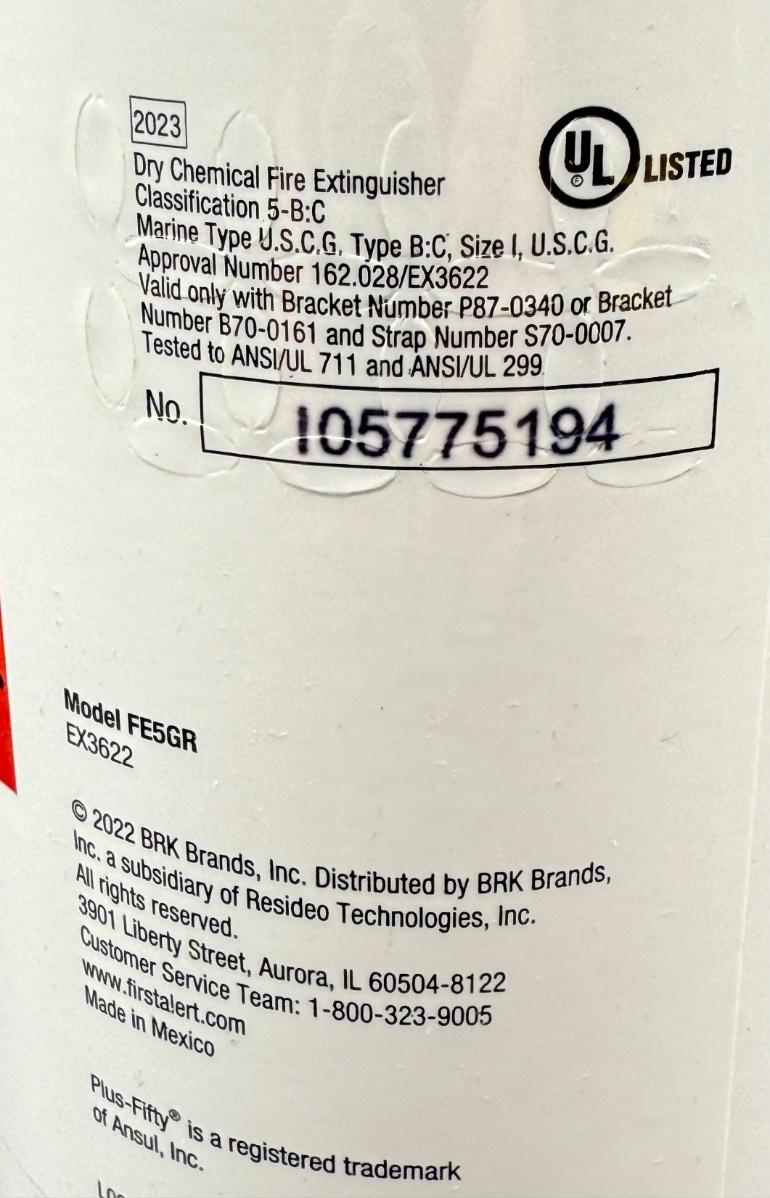 2023
UL LISTED
Dry Chemical Fire Extinguisher
Classification 5-B:C
Marine Type U.S.C.G. Type B:C, Size I, U.S.C.G.
Approval Number 162.028/EX3622
Valid only with Bracket Number P87-0340 or Bracket
Number B70-0161 and Strap Number S70-0007.
Tested to ANSI/UL 711 and ANSI/UL 299.
No. I05775194
Model FE5GR
EX3622
© 2022 BRK Brands, Inc. Distributed by BRK Brands,
Inc. a subsidiary of Resideo Technologies, Inc.
All rights reserved.
3901 Liberty Street, Aurora, IL 60504-8122
Customer Service Team: 1-800-323-9005
www.firstalert.com
Made in Mexico
Plus-Fifty® is a registered trademark
of Ansul, Inc.